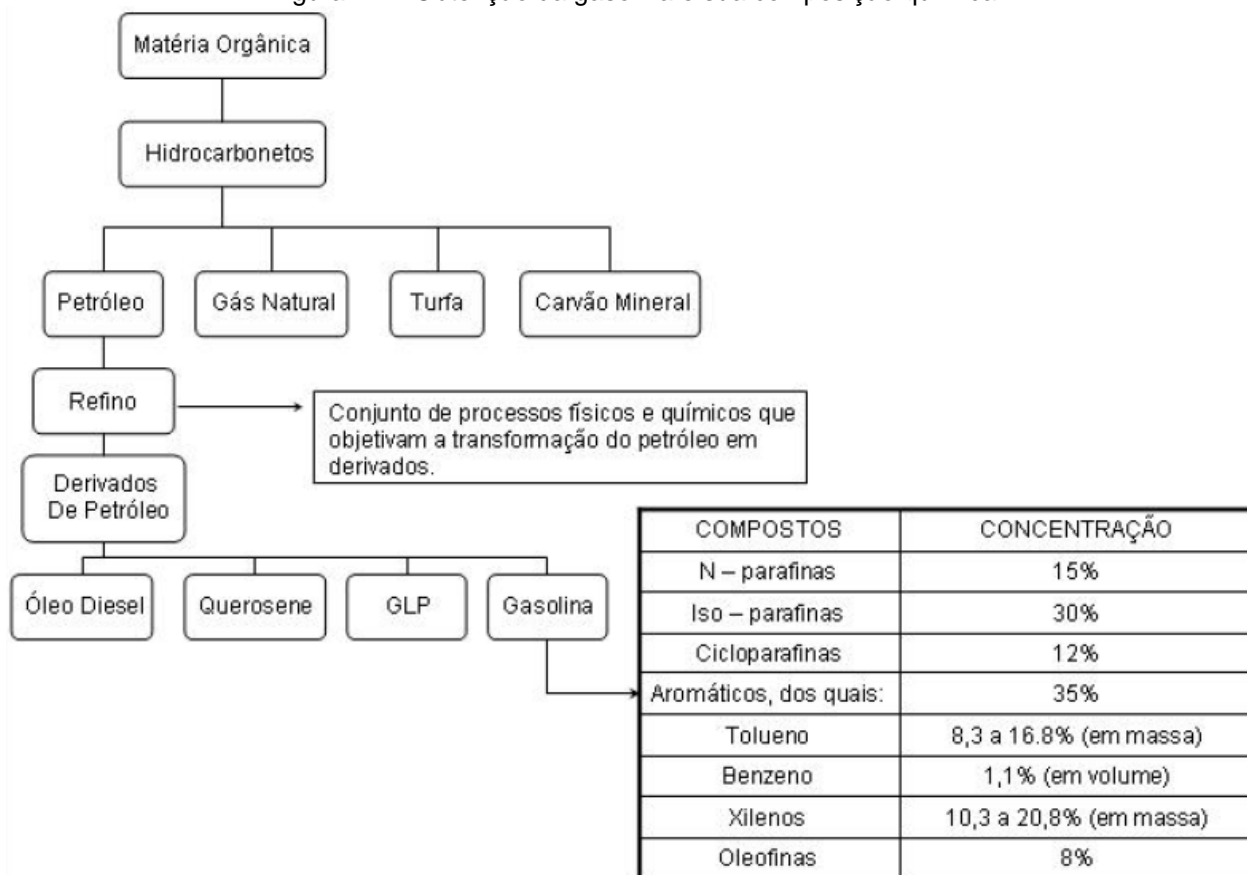 Matéria Orgânica
Hidrocarbonetos
Petróleo
Gás Natural
Turfa
Carvão Mineral
Refino
Conjunto de processos físicos e químicos que
objetivam a transformação do petróleo em
derivados.
Derivados
De Petróleo
Óleo Diesel
Querosene
GLP
Gasolina
COMPOSTOS CONCENTRAÇÃO
N – parafinas 15%
Iso – parafinas 30%
Cicloparafinas 12%
Aromáticos, dos quais: 35%
Tolueno 8,3 a 16.8% (em massa)
Benzeno 1,1% (em volume)
Xilenos 10,3 a 20,8% (em massa)
Oleofinas 8%